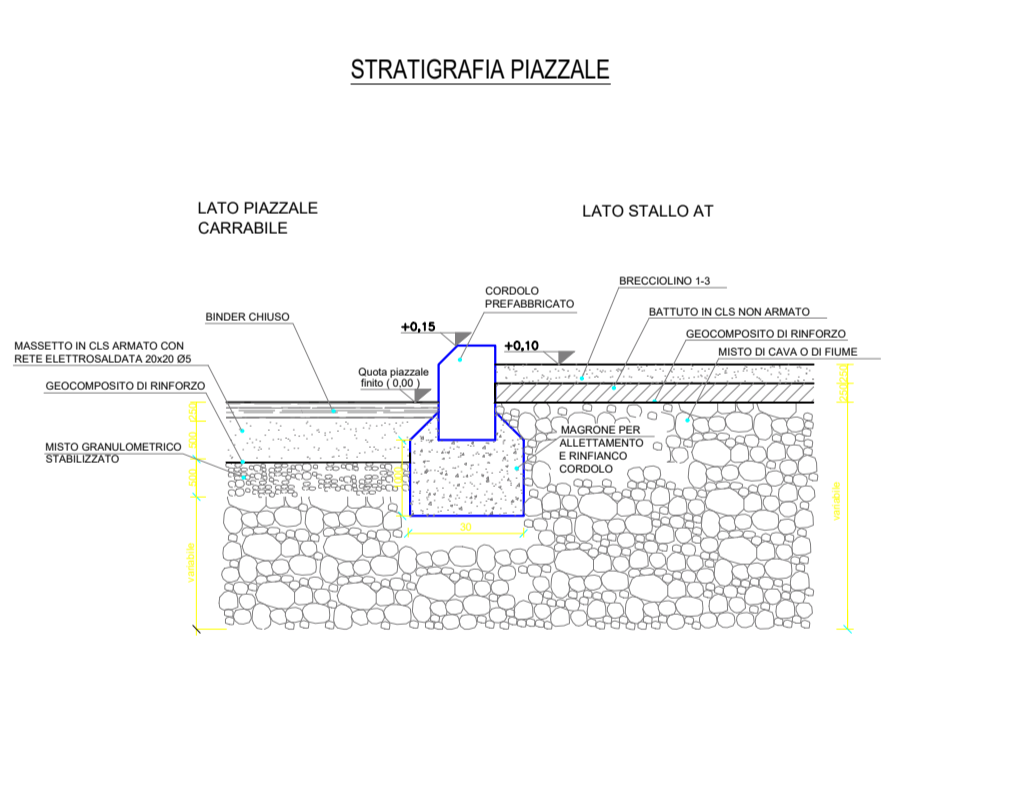 STRATIGRAFIA PIAZZALE
LATO PIAZZALE
CARRABILE
LATO STALLO AT
BRECCIOLINO 1-3
CORDOLO
PREFABBRICATO
BATTUTO IN CLS NON ARMATO
BINDER CHIUSO
+0,15
GEOCOMPOSITO DI RINFORZO
MASSETTO IN CLS ARMATO CON
RETE ELETTROSALDATA 20x20 Ø5
+0,10
MISTO DI CAVA O DI FIUME
Quota piazzale
finito ( 0,00 )
GEOCOMPOSITO DI RINFORZO
MAGRONE PER
ALLETTAMENTO
E RINFIANCO
CORDOLO
MISTO GRANULOMETRICO
STABILIZZATO
500
variabile
30
variabile